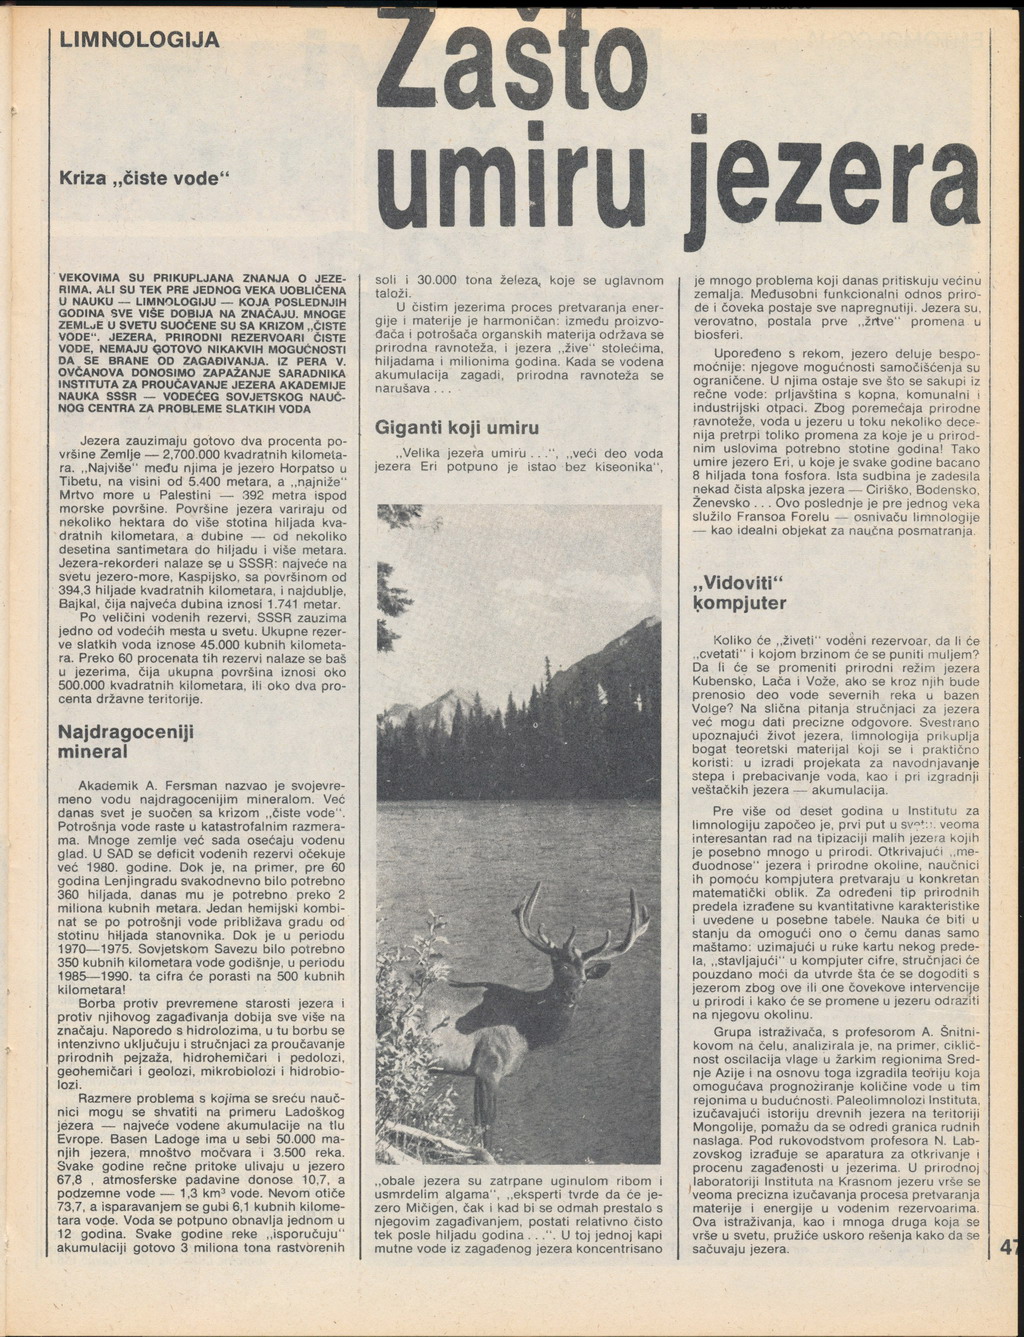 LIMNOLOGIJA
Zašto
umiru jezera
Kriza „čiste vode“
VEKOVIMA SU PRIKUPLJANA ZNANJA O JEZE-
RIMA, ALI SU TEK PRE JEDNOG VEKA UOBLIČENA
U NAUKU — LIMNOLOGIJU — KOJA POSLEDNJIH
GODINA SVE VIŠE DOBIJA NA ZNAČAJU. MNOGE
ZEMLJE U SVETU SUOČENE SU SA KRIZOM „ČISTE
VODE“. JEZERA, PRIRODNI REZERVOARI ČISTE
VODE, NEMAJU GOTOVO NIKAKVIH MOGUĆNOSTI
DA SE BRANE OD ZAGAĐIVANJA. IZ PERA V.
OVČANOVA DONOSIMO ZAPAŽANJE SARADNIKA
INSTITUTA ZA PROUČAVANJE JEZERA AKADEMIJE
NAUKA SSSR — VODEĆEG SOVJETSKOG NAUČ-
NOG CENTRA ZA PROBLEME SLATKIH VODA
Jezera zauzimaju gotovo dva procenta po-
vršine Zemlje — 2,700.000 kvadratnih kilometa-
ra. „Najviše“ među njima je jezero Horpatso u
Tibetu, na visini od 5.400 metara, a „najniže“
Mrtvo more u Palestini — 392 metra ispod
morske površine. Površine jezera variraju od
nekoliko hektara do više stotina hiljada kva-
dratnih kilometara, a dubine — od nekoliko
desetina santimetara do hiljadu i više metara.
Jezera-rekorderi nalaze se u SSSR: najveće na
svetu jezero-more, Kaspijsko, sa površinom od
394,3 hiljade kvadratnih kilometara, i najdublje,
Bajkal, čija najveća dubina iznosi 1.741 metar.
Po veličini vodenih rezervi, SSSR zauzima
jedno od vodećih mesta u svetu. Ukupne rezer-
ve slatkih voda iznose 45.000 kubnih kilometa-
ra. Preko 60 procenata tih rezervi nalaze se baš
u jezerima, čija ukupna površina iznosi oko
500.000 kvadratnih kilometara, ili oko dva pro-
centa državne teritorije.
Najdragoceniji
mineral
Akademik A. Fersman nazvao je svojevre-
meno vodu najdragocenijim mineralom. Već
danas svet je suočen sa krizom „čiste vode“.
Potrošnja vode raste u katastrofalnim razmera-
ma. Mnoge zemlje već sada osećaju vodenu
glad. U SAD se deficit vodenih rezervi očekuje
već 1980. godine. Dok je, na primer, pre 60
godina Lenjingradu svakodnevno bilo potrebno
360 hiljada, danas mu je potrebno preko 2
miliona kubnih metara. Jedan hemijski kombi-
nat se po potrošnji vode približava gradu od
stotinu hiljada stanovnika. Dok je u periodu
1970—1975. Sovjetskom Savezu bilo potrebno
350 kubnih kilometara vode godišnje, u periodu
1985—1990. ta cifra će porasti na 500 kubnih
kilometara!
Borba protiv prevremene starosti jezera i
protiv njihovog zagađivanja dobija sve više na
značaju. Naporedo s hidrolozima, u tu borbu se
intenzivno uključuju i stručnjaci za proučavanje
prirodnih pejzaža, hidrohemičari i pedolozi,
geohemičari i geolozi, mikrobiolozi i hidrobio-
lozi.
Razmere problema s kojima se sreću nauč-
nici mogu se shvatiti na primeru Ladoškog
jezera — najveće vodene akumulacije na tlu
Evrope. Basen Ladoge ima u sebi 50.000 ma-
njih jezera, mnoštvo močvara i 3.500 reka.
Svake godine rečne pritoke ulivaju u jezero
67,8 , atmosferske padavine donose 10,7, a
podzemne vode — 1,3 km³ vode. Nevom otiče
73,7, a isparavanjem se gubi 6,1 kubnih kilome-
tara vode. Voda se potpuno obnavlja jednom u
12 godina. Svake godine reke „isporučuju“
akumulaciji gotovo 3 miliona tona rastvorenih
soli i 30.000 tona železa, koje se uglavnom
taloži.
U čistim jezerima proces pretvaranja ener-
gije i materije je harmoničan: između proizvo-
đača i potrošača organskih materija održava se
prirodna ravnoteža, i jezera „žive“ stolećima,
hiljadama i milionima godina. Kada se vodena
akumulacija zagadi, prirodna ravnoteža se
narušava . . .
Giganti koji umiru
„Velika jezera umiru . . .“, „veći deo voda
jezera Eri potpuno je istao bez kiseonika“,
„obale jezera su zatrpane uginulom ribom i
usmrdelim algama“, „eksperti tvrde da će je-
zero Mičigen, čak i kad bi se odmah prestalo s
njegovim zagađivanjem, postati relativno čisto
tek posle hiljadu godina . . .“. U toj jednoj kapi
mutne vode iz zagađenog jezera koncentrisano
je mnogo problema koji danas pritiskuju većinu
zemalja. Međusobni funkcionalni odnos priro-
de i čoveka postaje sve napregnutiji. Jezera su,
verovatno, postala prve „žrtve“ promena u
biosferi.
Upoređeno s rekom, jezero deluje bespo-
moćnije: njegove mogućnosti samočišćenja su
ograničene. U njima ostaje sve što se sakupi iz
rečne vode: prljavština s kopna, komunalni i
industrijski otpaci. Zbog poremećaja prirodne
ravnoteže, voda u jezeru u toku nekoliko dece-
nija pretrpi toliko promena za koje je u prirod-
nim uslovima potrebno stotine godina! Tako
umire jezero Eri, u koje je svake godine bacano
8 hiljada tona fosfora. Ista sudbina je zadesila
nekad čista alpska jezera — Ciriško, Bodensko,
Ženevsko . . . Ovo poslednje je pre jednog veka
služilo Fransoa Forelu — osnivaču limnologije
— kao idealni objekat za naučna posmatranja.
„Vidoviti“
kompjuter
Koliko će „živeti“ vodeni rezervoar, da li će
„cvetati“ i kojom brzinom će se puniti muljem?
Da li će se promeniti prirodni režim jezera
Kubensko, Lača i Vože, ako se kroz njih bude
prenosio deo vode severnih reka u bazen
Volge? Na slična pitanja stručnjaci za jezera
već mogu dati precizne odgovore. Svestrano
upoznajući život jezera, limnologija prikuplja
bogat teoretski materijal koji se i praktično
koristi: u izradi projekata za navodnjavanje
stepa i prebacivanje voda, kao i pri izgradnji
veštačkih jezera — akumulacija.
Pre više od deset godina u Institutu za
limnologiju započeo je, prvi put u svetu, veoma
interesantan rad na tipizaciji malih jezera kojih
je posebno mnogo u prirodi. Otkrivajući „me-
đuodnose“ jezera i prirodne okoline, naučnici
ih pomoću kompjutera pretvaraju u konkretan
matematički oblik. Za određeni tip prirodnih
predela izrađene su kvantitativne karakteristike
i uvedene u posebne tabele. Nauka će biti u
stanju da omogući ono o čemu danas samo
maštamo: uzimajući u ruke kartu nekog prede-
la, „stavljajući“ u kompjuter cifre, stručnjaci će
pouzdano moći da utvrde šta će se dogoditi s
jezerom zbog ove ili one čovekove intervencije
u prirodi i kako će se promene u jezeru odraziti
na njegovu okolinu.
Grupa istraživača, s profesorom A. Šnitni-
kovom na čelu, analizirala je, na primer, ciklič-
nost oscilacija vlage u žarkim regionima Sred-
nje Azije i na osnovu toga izgradila teoriju koja
omogućava prognoziranje količine vode u tim
rejonima u budućnosti. Paleolimnolozi Instituta,
izučavajući istoriju drevnih jezera na teritoriji
Mongolije, pomažu da se odredi granica rudnih
naslaga. Pod rukovodstvom profesora N. Lab-
zovskog izrađuje se aparatura za otkrivanje i
procenu zagađenosti u jezerima. U prirodnoj
laboratoriji Instituta na Krasnom jezeru vrše se
veoma precizna izučavanja procesa pretvaranja
materije i energije u vodenim rezervoarima.
Ova istraživanja, kao i mnoga druga koja se
vrše u svetu, pružiće uskoro rešenja kako da se
sačuvaju jezera.
47